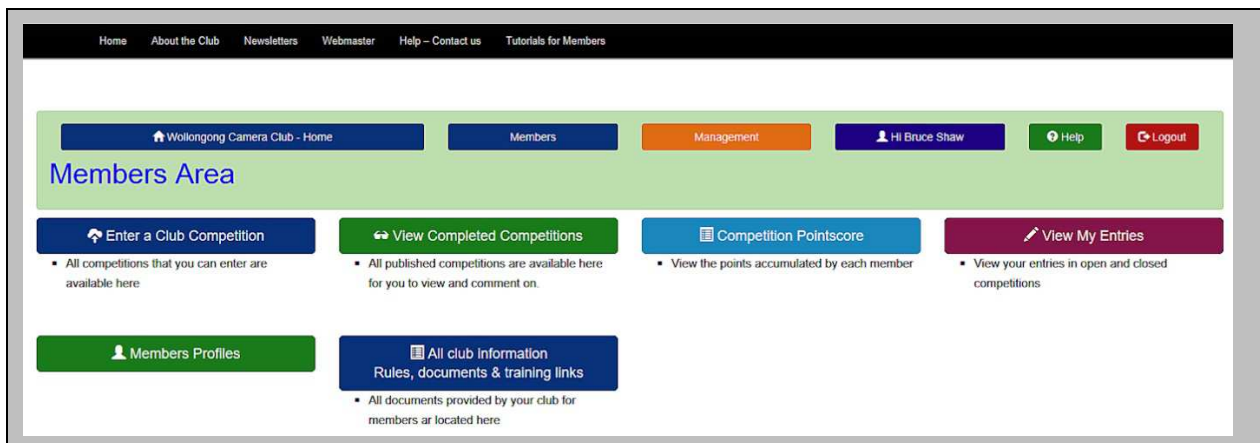 Home About the Club Newsletters Webmaster Help – Contact us Tutorials for Members
Wollongong Camera Club - Home Members Management Hi Bruce Shaw Help Logout
Members Area
Enter a Club Competition
All competitions that you can enter are
available here
View Completed Competitions
All published competitions are available here
for you to view and comment on.
Competition Pointscore
View the points accumulated by each member
View My Entries
View your entries in open and closed
competitions
Members Profiles
All club information
Rules, documents & training links
All documents provided by your club for
members ar located here